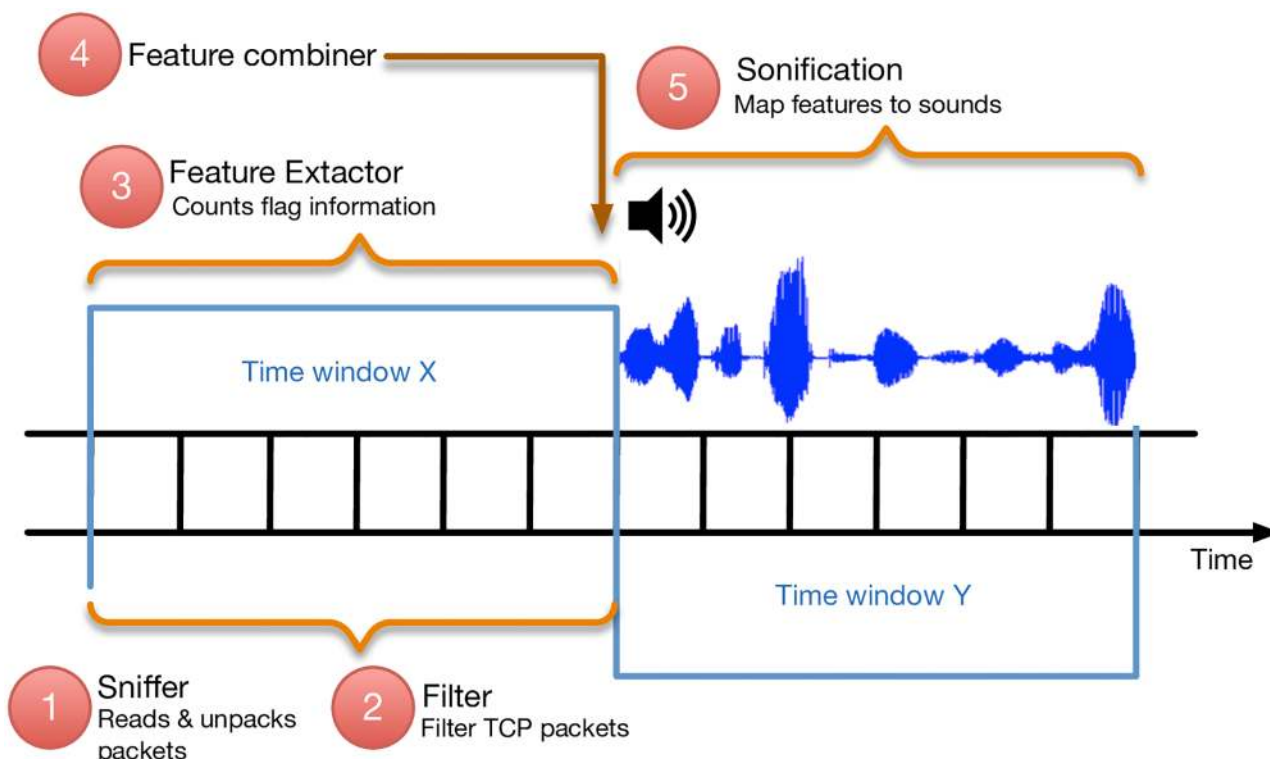 4
Feature combiner
5
Sonification
Map features to sounds
3
Feature Extactor
Counts flag information
Time window X
Time
Time window Y
1
Sniffer
Reads & unpacks
packets
2
Filter
Filter TCP packets